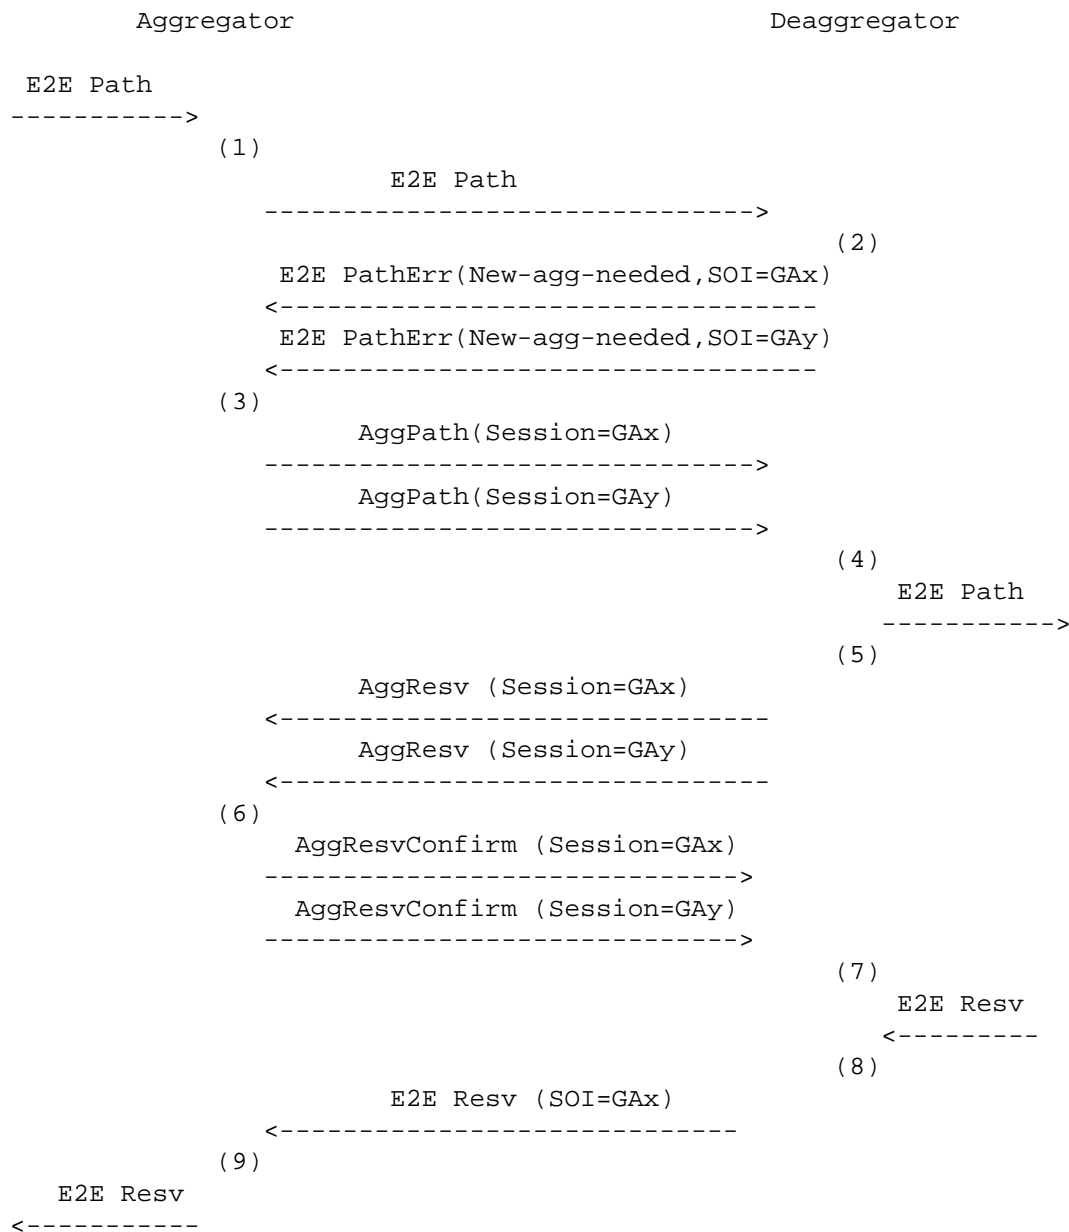 Aggregator Deaggregator
E2E Path
----------->
(1)
E2E Path
------------------------------->
(2)
E2E PathErr(New-agg-needed,SOI=GAx)
<----------------------------------
E2E PathErr(New-agg-needed,SOI=GAy)
<----------------------------------
(3)
AggPath(Session=GAx)
------------------------------->
AggPath(Session=GAy)
------------------------------->
(4)
E2E Path
----------->
(5)
AggResv (Session=GAx)
<-------------------------------
AggResv (Session=GAy)
<-------------------------------
(6)
AggResvConfirm (Session=GAx)
------------------------------>
AggResvConfirm (Session=GAy)
------------------------------>
(7)
E2E Resv
<----------
(8)
E2E Resv (SOI=GAx)
<-----------------------------
(9)
E2E Resv
<-----------